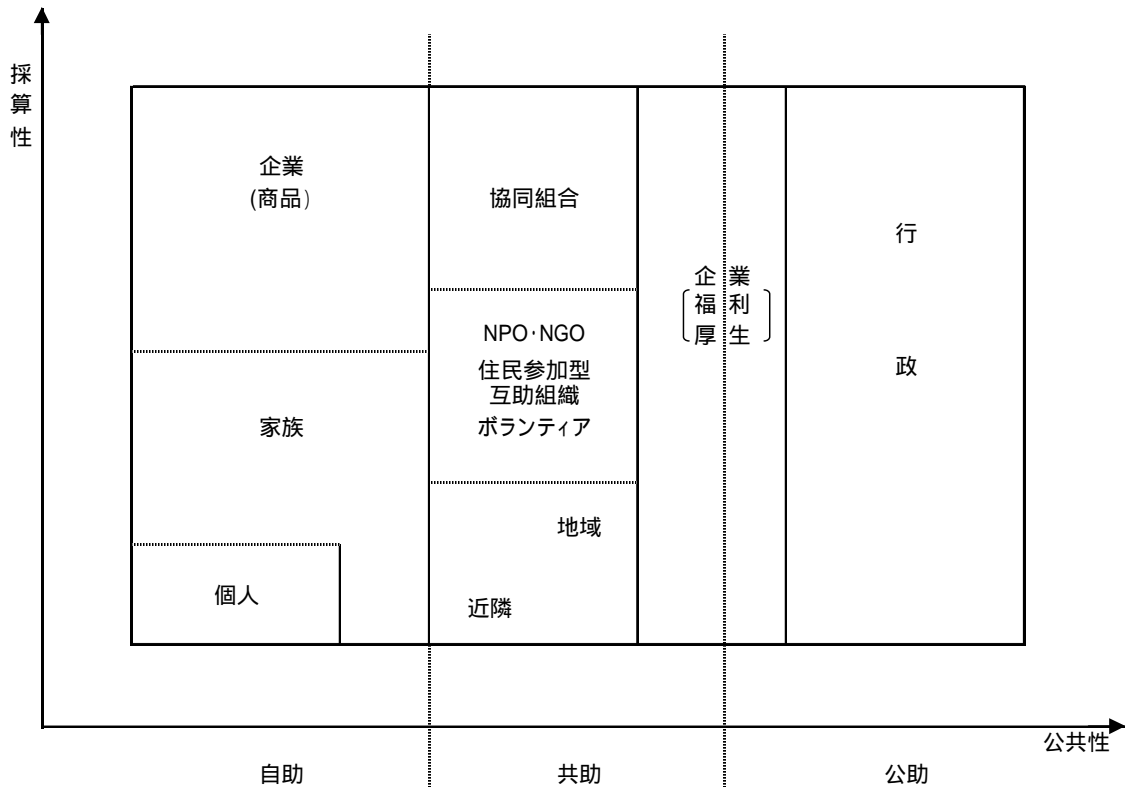 採算性
企業
(商品)
協同組合
行政
企業
福利
厚生
NPO·NGO
住民参加型
互助組織
ボランティア
家族
地域
個人
近隣
公共性
自助
共助
公助